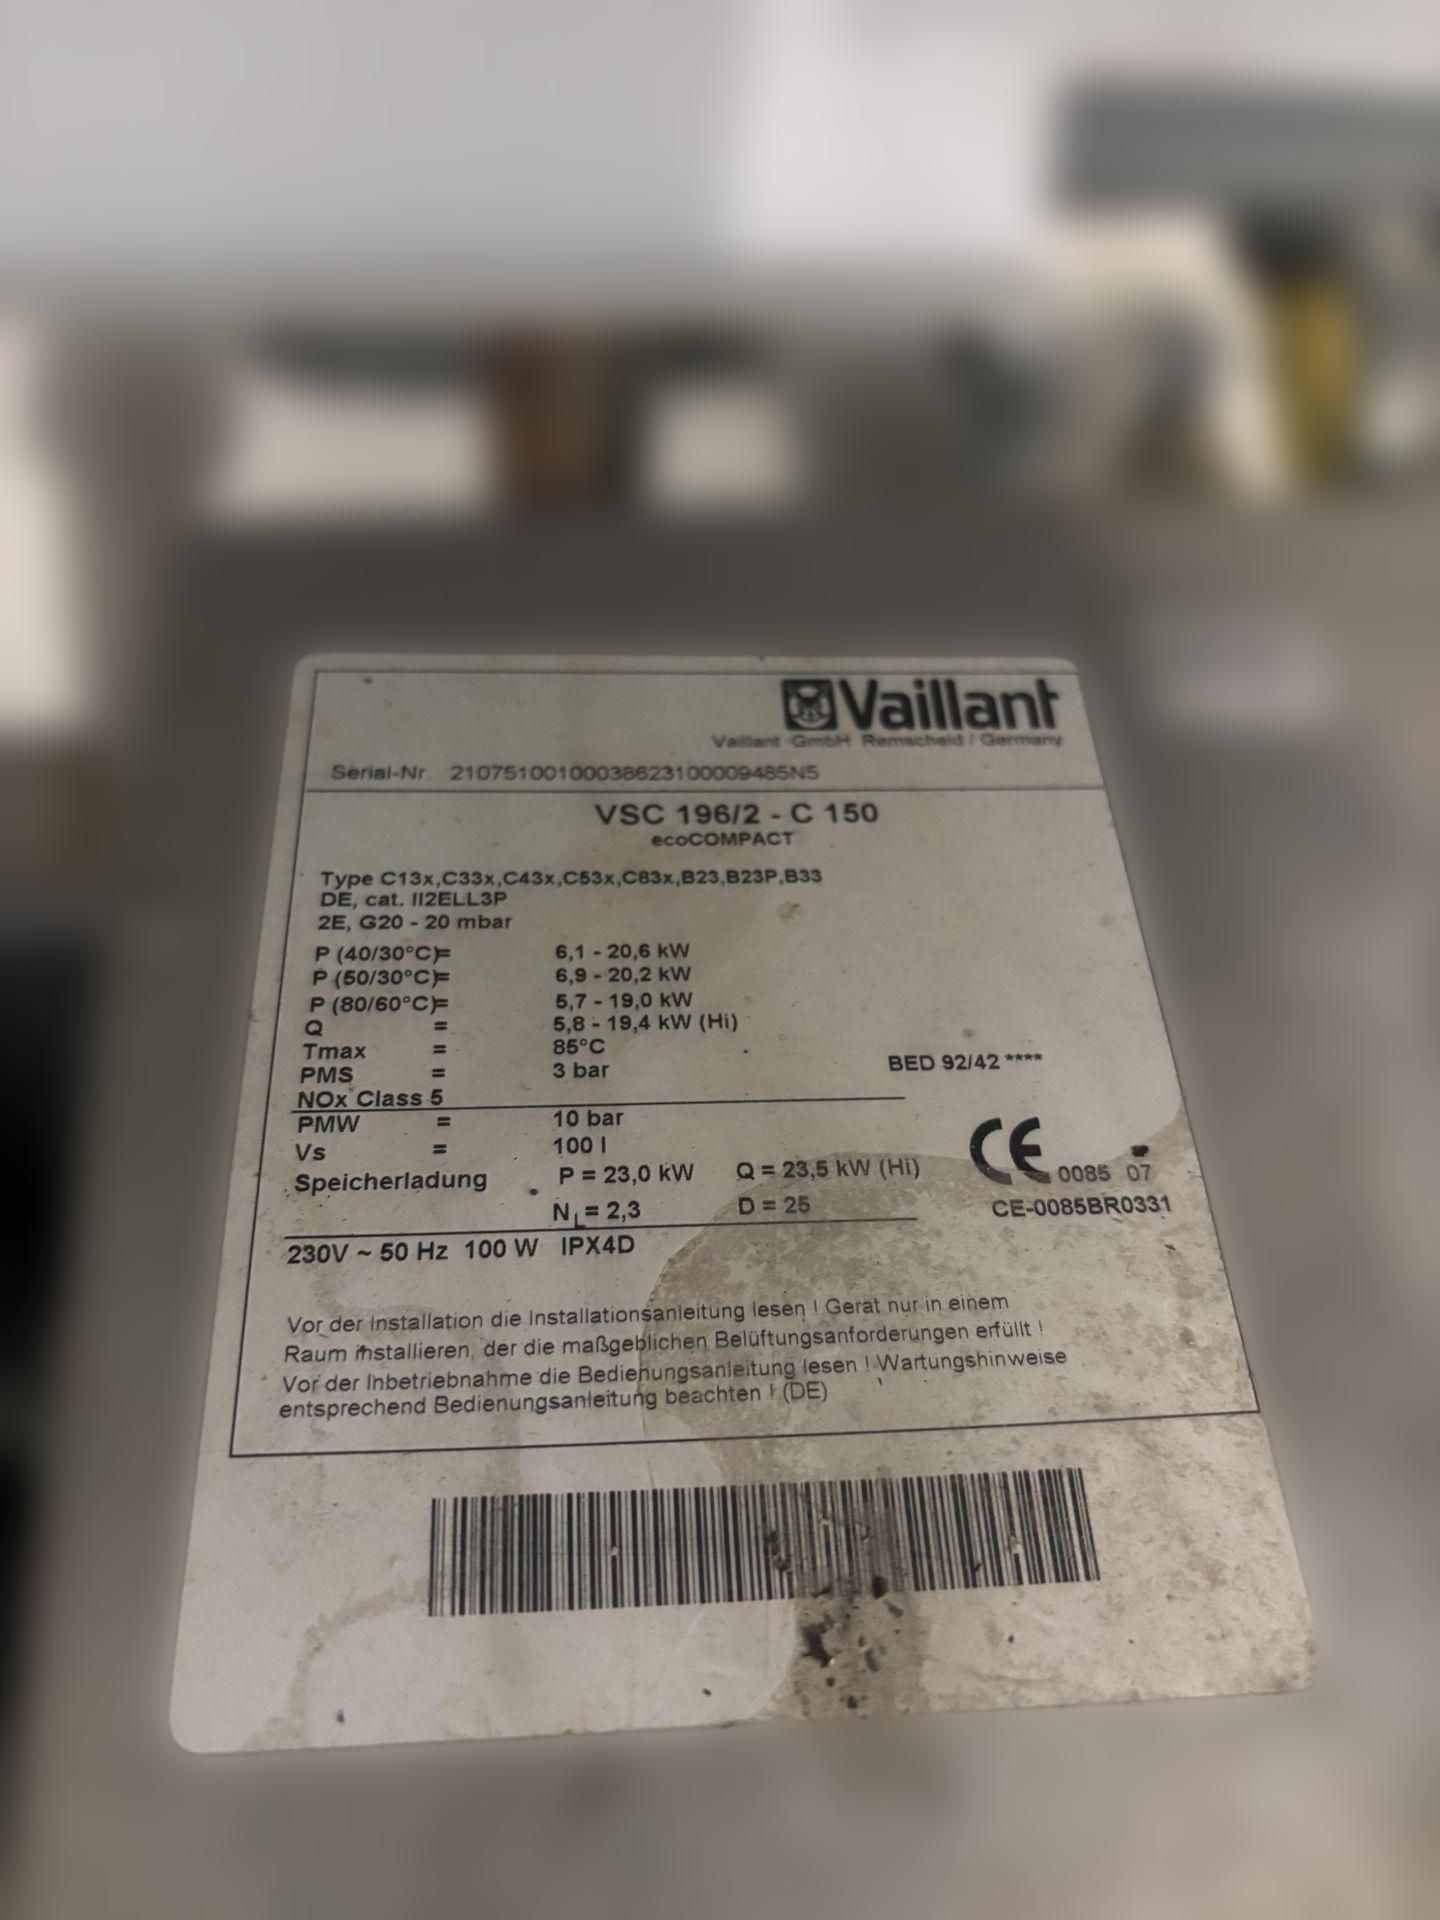 Vaillant
Vaillant GmbH Remscheid / Germany
Serial-Nr. 21075100100038623100009485N5
VSC 196/2 - C 150
ecoCOMPACT
Type C13x,C33x,C43x,C53x,C83x,B23,B23P,B33
DE, cat. II2ELL3P
2E, G20 - 20 mbar
P (40/30°C)= 6,1 - 20,6 kW
P (50/30°C)= 6,9 - 20,2 kW
P (80/60°C)= 5,7 - 19,0 kW
Q = 5,8 - 19,4 kW (Hi)
Tmax = 85°C
PMS = 3 bar BED 92/42 ****
NOx Class 5
PMW = 10 bar
Vs = 100 l
Speicherladung P = 23,0 kW Q = 23,5 kW (Hi) CE 0085 07
NL= 2,3 D = 25 CE-0085BR0331
230V ~ 50 Hz 100 W IPX4D
Vor der Installation die Installationsanleitung lesen ! Gerät nur in einem
Raum installieren, der die maßgeblichen Belüftungsanforderungen erfüllt !
Vor der Inbetriebnahme die Bedienungsanleitung lesen ! Wartungshinweise
entsprechend Bedienungsanleitung beachten ! (DE)